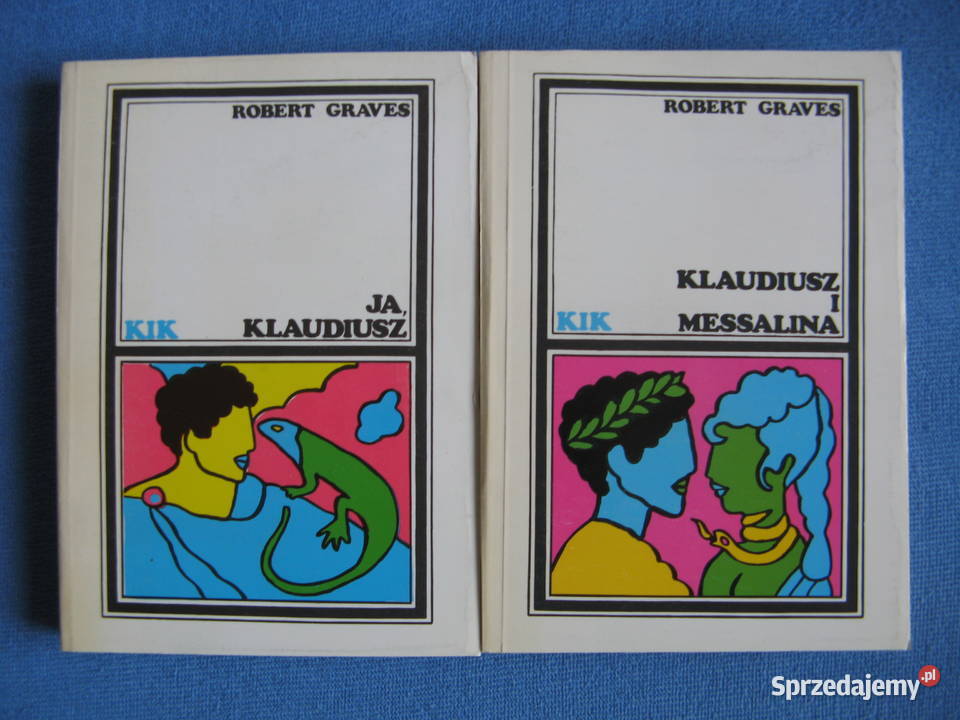 ROBERT GRAVES
JA,
KIK KLAUDIUSZ
ROBERT GRAVES
KLAUDIUSZ
I
KIK MESSALINA
Sprzedajemy.pl